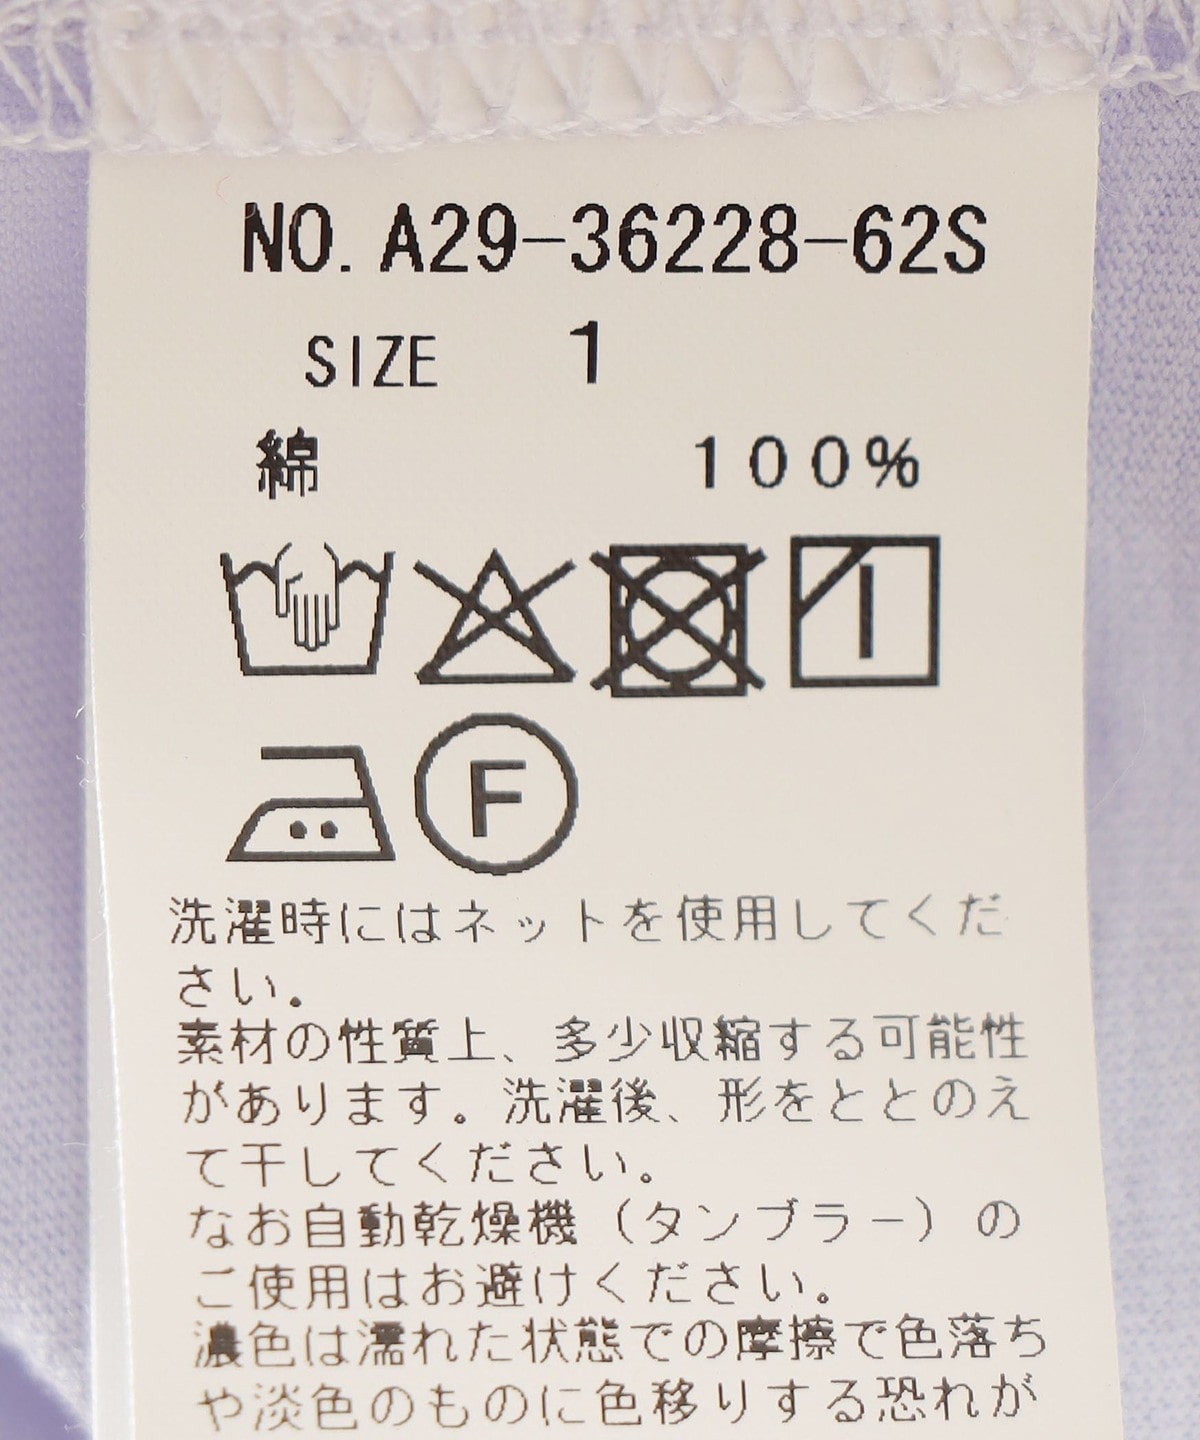 NO. A29-36228-62S
SIZE 1
綿 100%
F
洗濯時にはネットを使用してくだ
さい。
素材の性質上、多少収縮する可能性
があります。洗濯後、形をととのえ
て干してください。
なお自動乾燥機（タンブラー）の
ご使用はお避けください。
濃色は濡れた状態での摩擦で色落ち
や淡色のものに色移りする恐れが